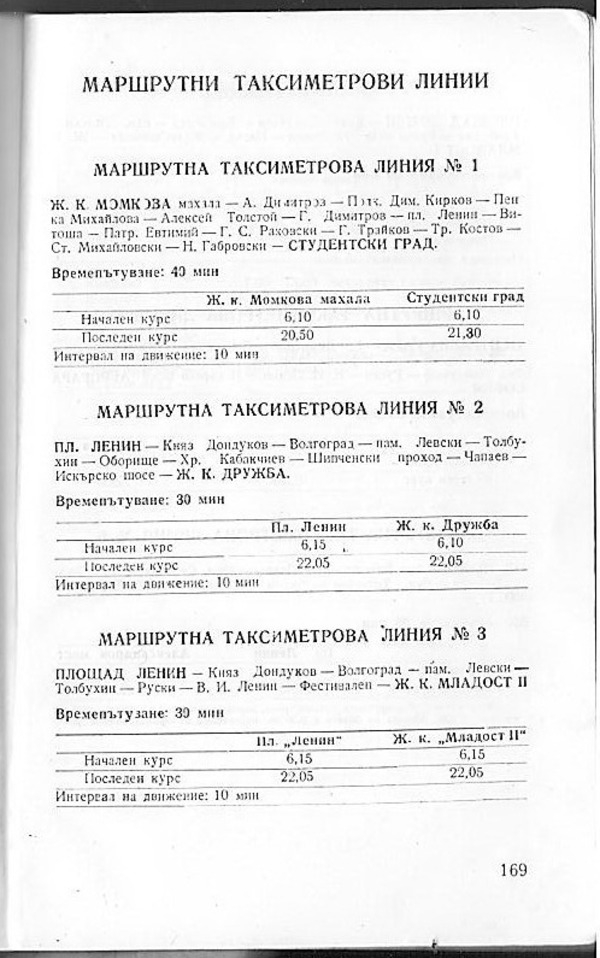 МАРШРУТНИ ТАКСИМЕТРОВИ ЛИНИИ
МАРШРУТНА ТАКСИМЕТРОВА ЛИНИЯ № 1
Ж. К. МОМКОВА махала — А. Димитров — Полк. Дим. Кирков — Пен
ка Михайлова — Алексей Толстой — Г. Димитров — пл. Ленин — Ви-
тоша — Патр. Евтимий — Г. С. Раковски — Г. Трайков — Тр. Костов —
Ст. Михайловски — Н. Габровски — СТУДЕНТСКИ ГРАД.
Времепътуване: 40 мин
Ж. к. Момкова махала Студентски град
Начален курс 6,10 6,10
Последен курс 20,50 21,30
Интервал на движение: 10 мин
МАРШРУТНА ТАКСИМЕТРОВА ЛИНИЯ № 2
ПЛ. ЛЕНИН — Княз Дондуков — Волгоград — пам. Левски — Толбу-
хин — Оборище — Хр. Кабакчиев — Шипченски проход — Чапаев —
Искърско шосе — Ж. К. ДРУЖБА.
Времепътуване: 30 мин
Пл. Ленин Ж. к. Дружба
Начален курс 6,15 6,10
Последен курс 22,05 22,05
Интервал на движение: 10 мин
МАРШРУТНА ТАКСИМЕТРОВА ЛИНИЯ № 3
ПЛОЩАД ЛЕНИН — Княз Дондуков — Волгоград — пам. Левски —
Толбухин — Руски — В. И. Ленин — Фестивален — Ж. К. МЛАДОСТ II
Времепътуване: 30 мин
Пл. „Ленин“ Ж. к. „Младост II“
Начален курс 6,15 6,15
Последен курс 22,05 22,05
Интервал на движение: 10 мин
169